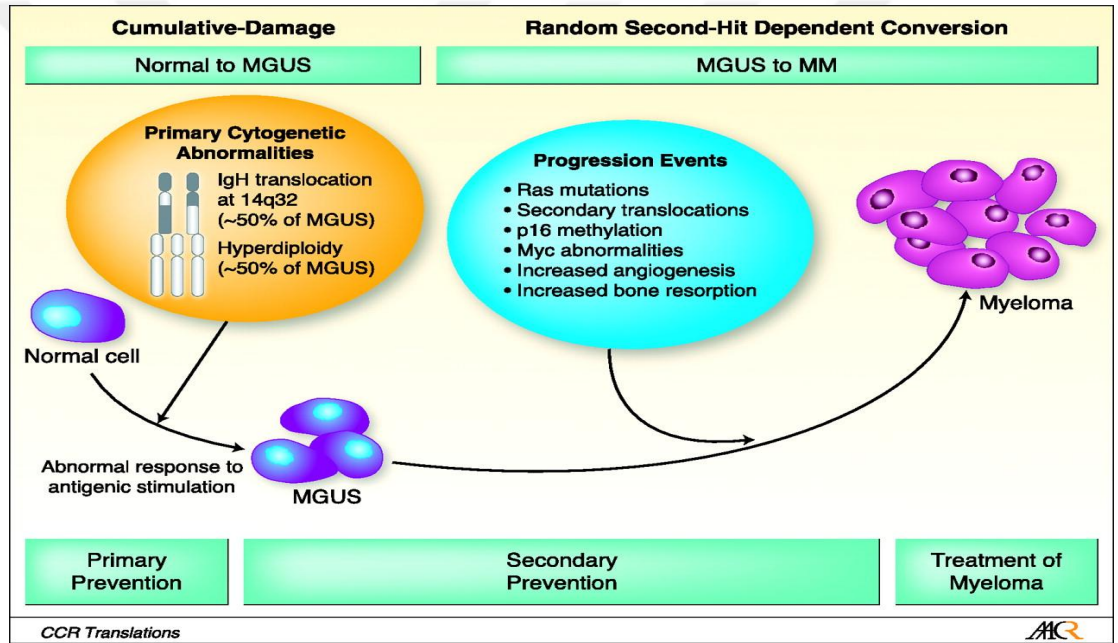 Cumulative-Damage
Random Second-Hit Dependent Conversion
Normal to MGUS
MGUS to MM
Primary Cytogenetic
Abnormalities
IgH translocation
at 14q32
(~50% of MGUS)
Hyperdiploidy
(~50% of MGUS)
Progression Events
• Ras mutations
• Secondary translocations
• p16 methylation
• Myc abnormalities
• Increased angiogenesis
• Increased bone resorption
Myeloma
Normal cell
Abnormal response to
antigenic stimulation
MGUS
Primary
Prevention
Secondary
Prevention
Treatment of
Myeloma
CCR Translations
AACR